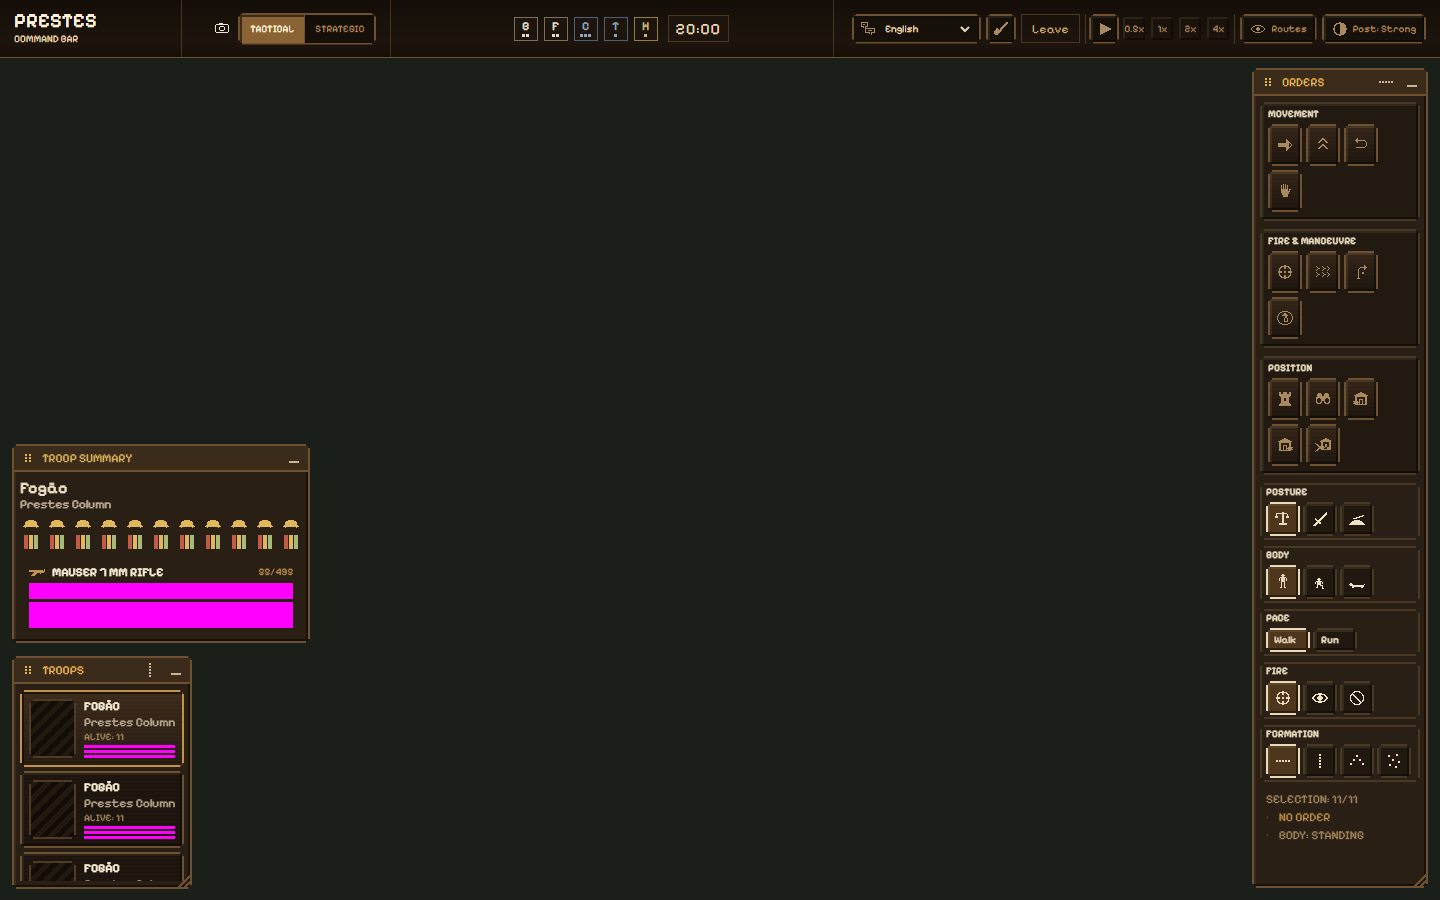 PRESTES
COMMAND BAR
TACTICAL
STRATEGIC
B F O T H
20:00
English
Leave
0.5x 1x 2x 4x
Routes
Post: Strong
ORDERS
MOVEMENT
FIRE & MANOEUVRE
POSITION
POSTURE
BODY
PACE
Walk Run
FIRE
FORMATION
SELECTION: 11/11
NO ORDER
BODY: STANDING
TROOP SUMMARY
Fogão
Prestes Column
MAUSER 7 MM RIFLE
TROOPS
FOGÃO
Prestes Column
ALIVE: 11
FOGÃO
Prestes Column
ALIVE: 11
FOGÃO